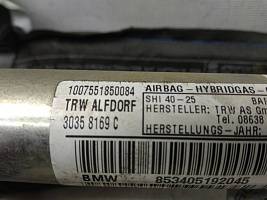 1007551850084
TRW ALFDORF
3035 8169 C
AIRBAG - HYBRIDGAS -
SHI 40-25
HERSTELLER: TRW AS
Tel. 08638
HERSTELLUNGS - JAHR:
BMW
853405192045